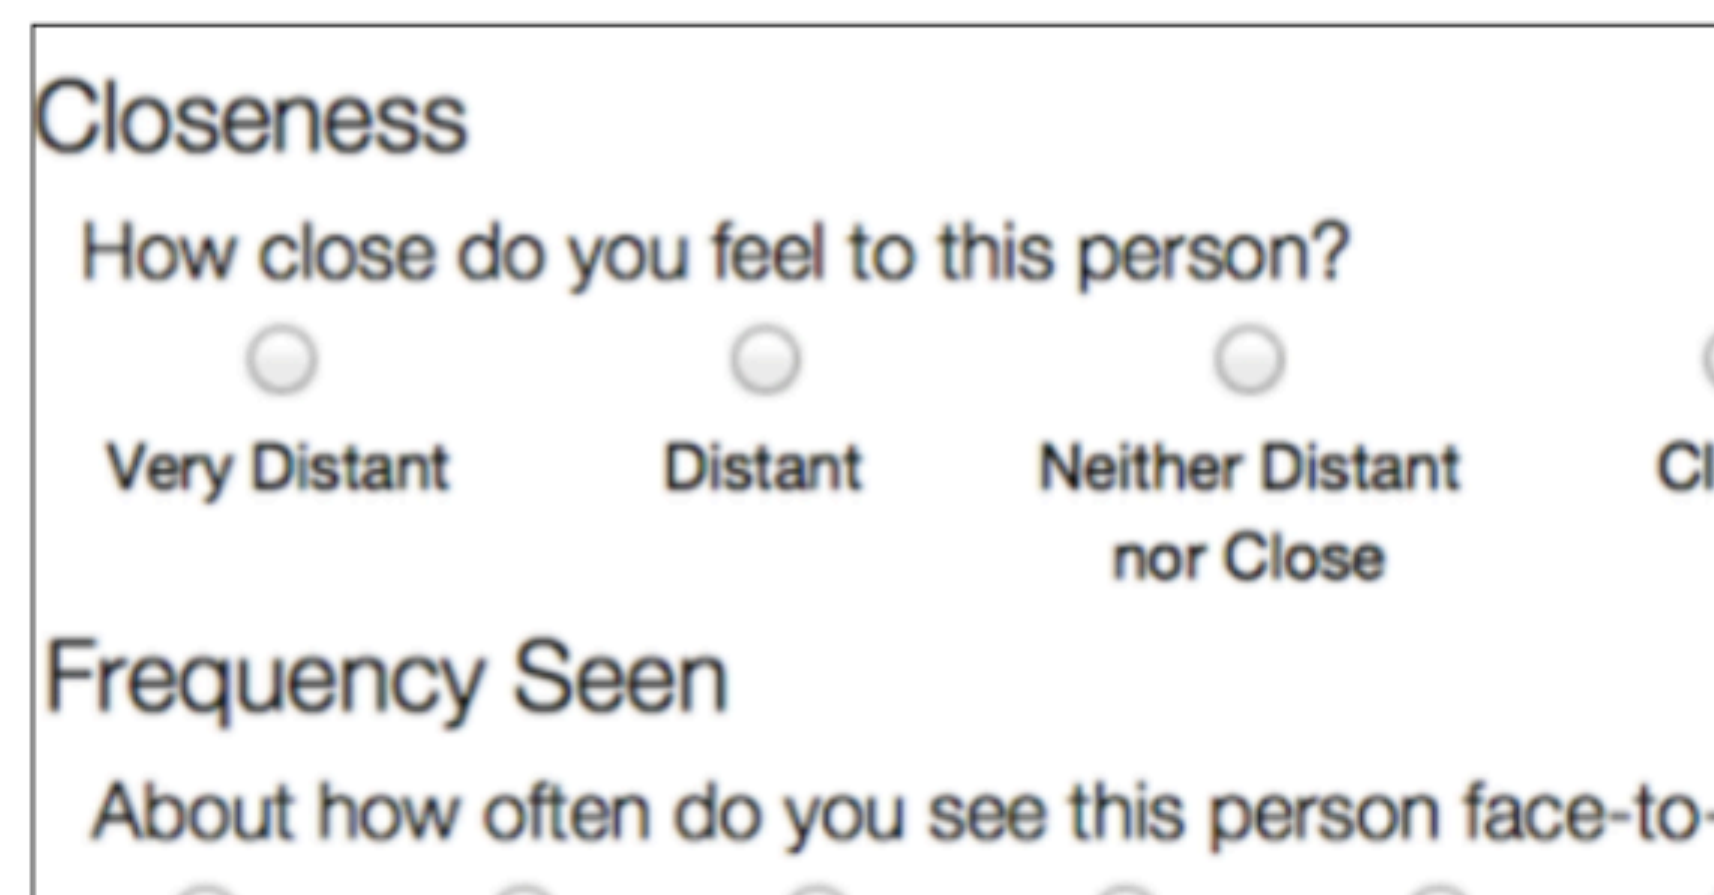 Closeness
How close do you feel to this person?
Very Distant Distant Neither Distant Cl
nor Close
Frequency Seen
About how often do you see this person face-to-